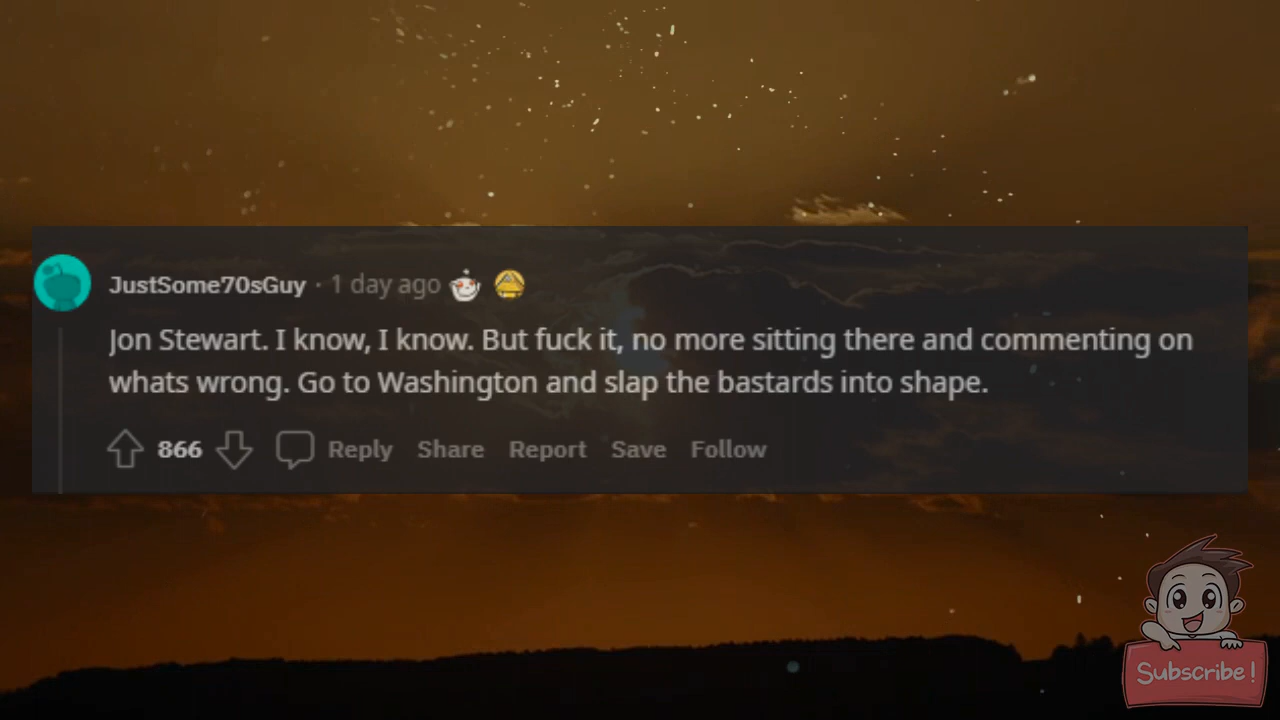 JustSome70sGuy · 1 day ago
Jon Stewart. I know, I know. But fuck it, no more sitting there and commenting on
whats wrong. Go to Washington and slap the bastards into shape.
866 Reply Share Report Save Follow
Subscribe!